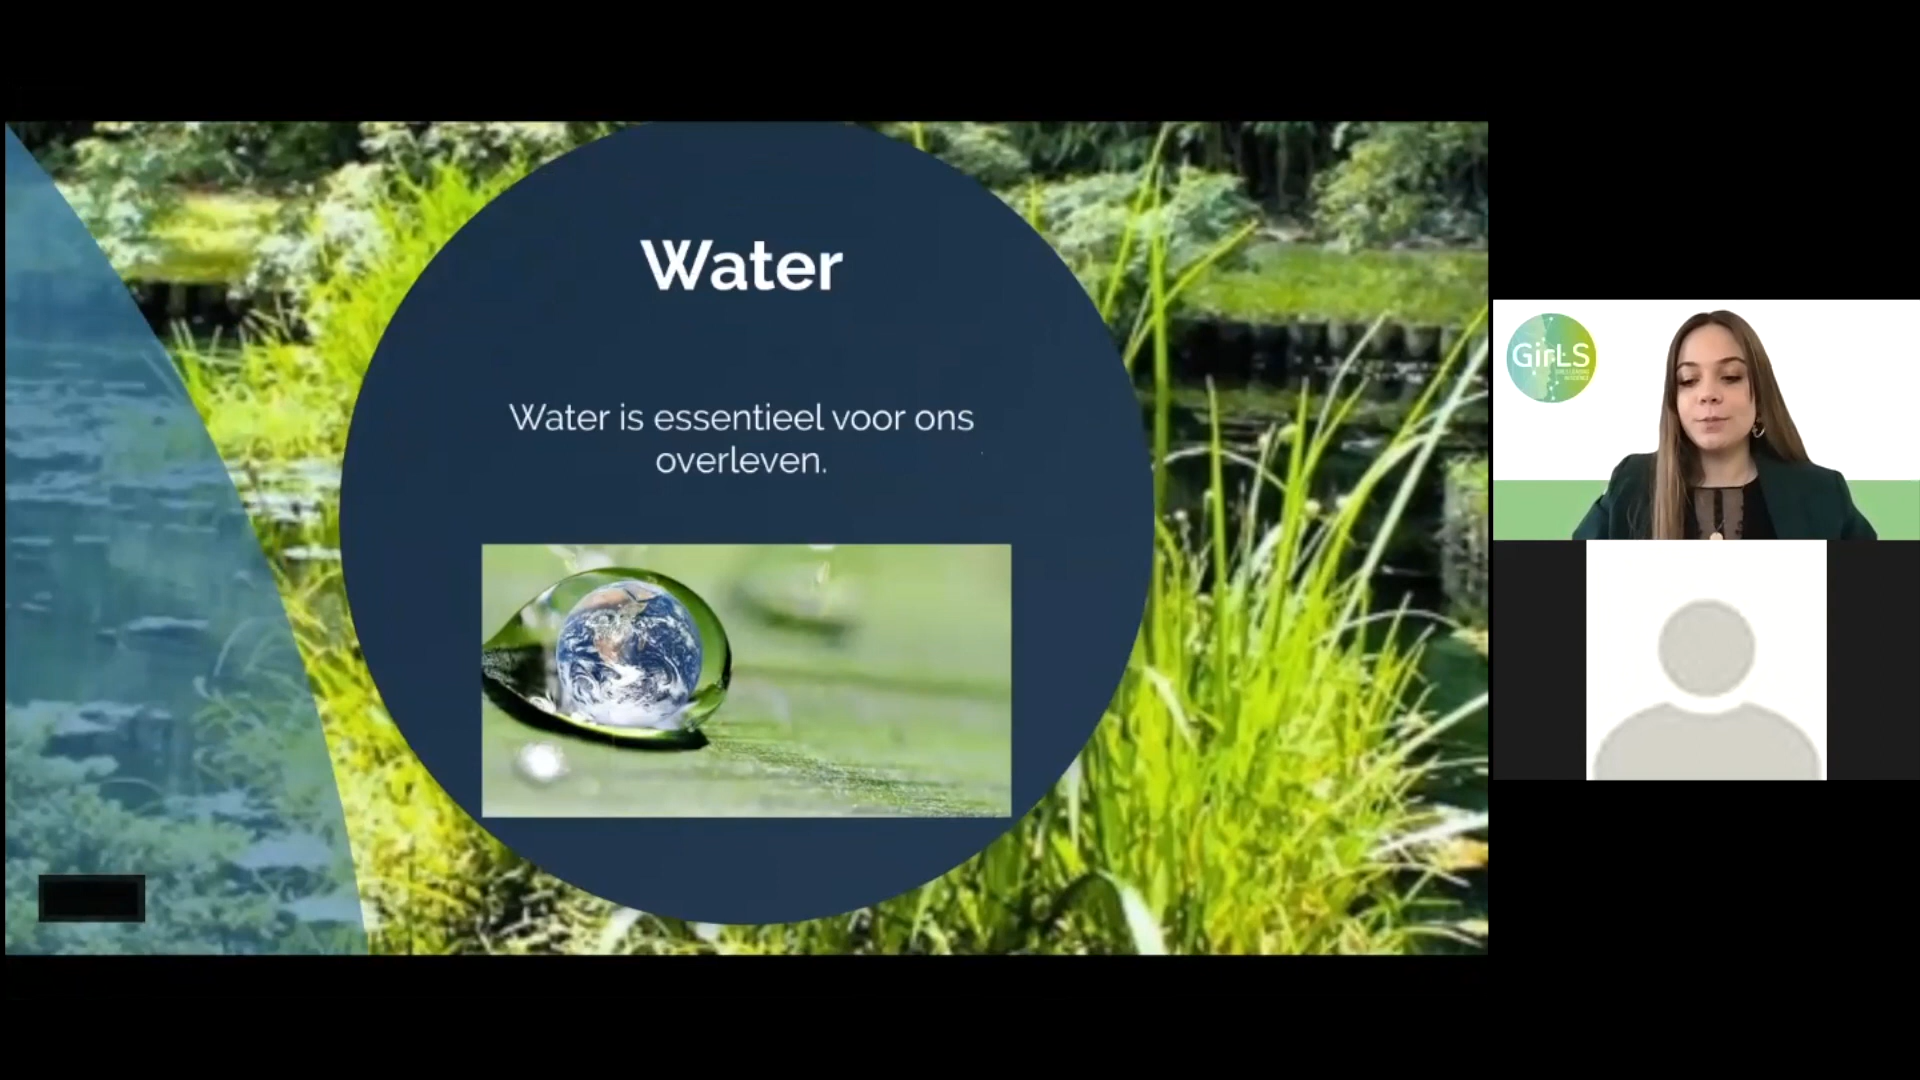 Water
Water is essentieel voor ons
overleven.
GirLS